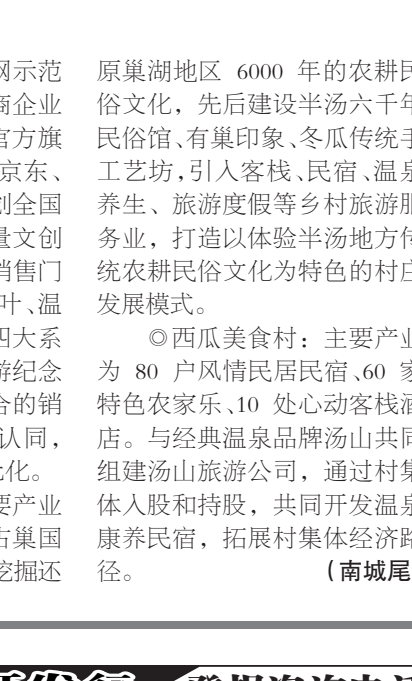 网示范
商企业
官方旗
京东、
创全国
量文创
销售门
叶、温
四大系
游纪念
合的销
认同，
化。
要产业
古巢国
挖掘还
原巢湖地区 6000 年的农耕民
俗文化，先后建设半汤六千年
民俗馆、有巢印象、冬瓜传统手
工艺坊，引入客栈、民宿、温泉
养生、旅游度假等乡村旅游服
务业，打造以体验半汤地方传
统农耕民俗文化为特色的村庄
发展模式。
◎西瓜美食村：主要产业
为 80 户风情民居民宿、60 家
特色农家乐、10 处心动客栈酒
店。与经典温泉品牌汤山共同
组建汤山旅游公司，通过村集
体入股和持股，共同开发温泉
康养民宿，拓展村集体经济路
径。 （南城尾